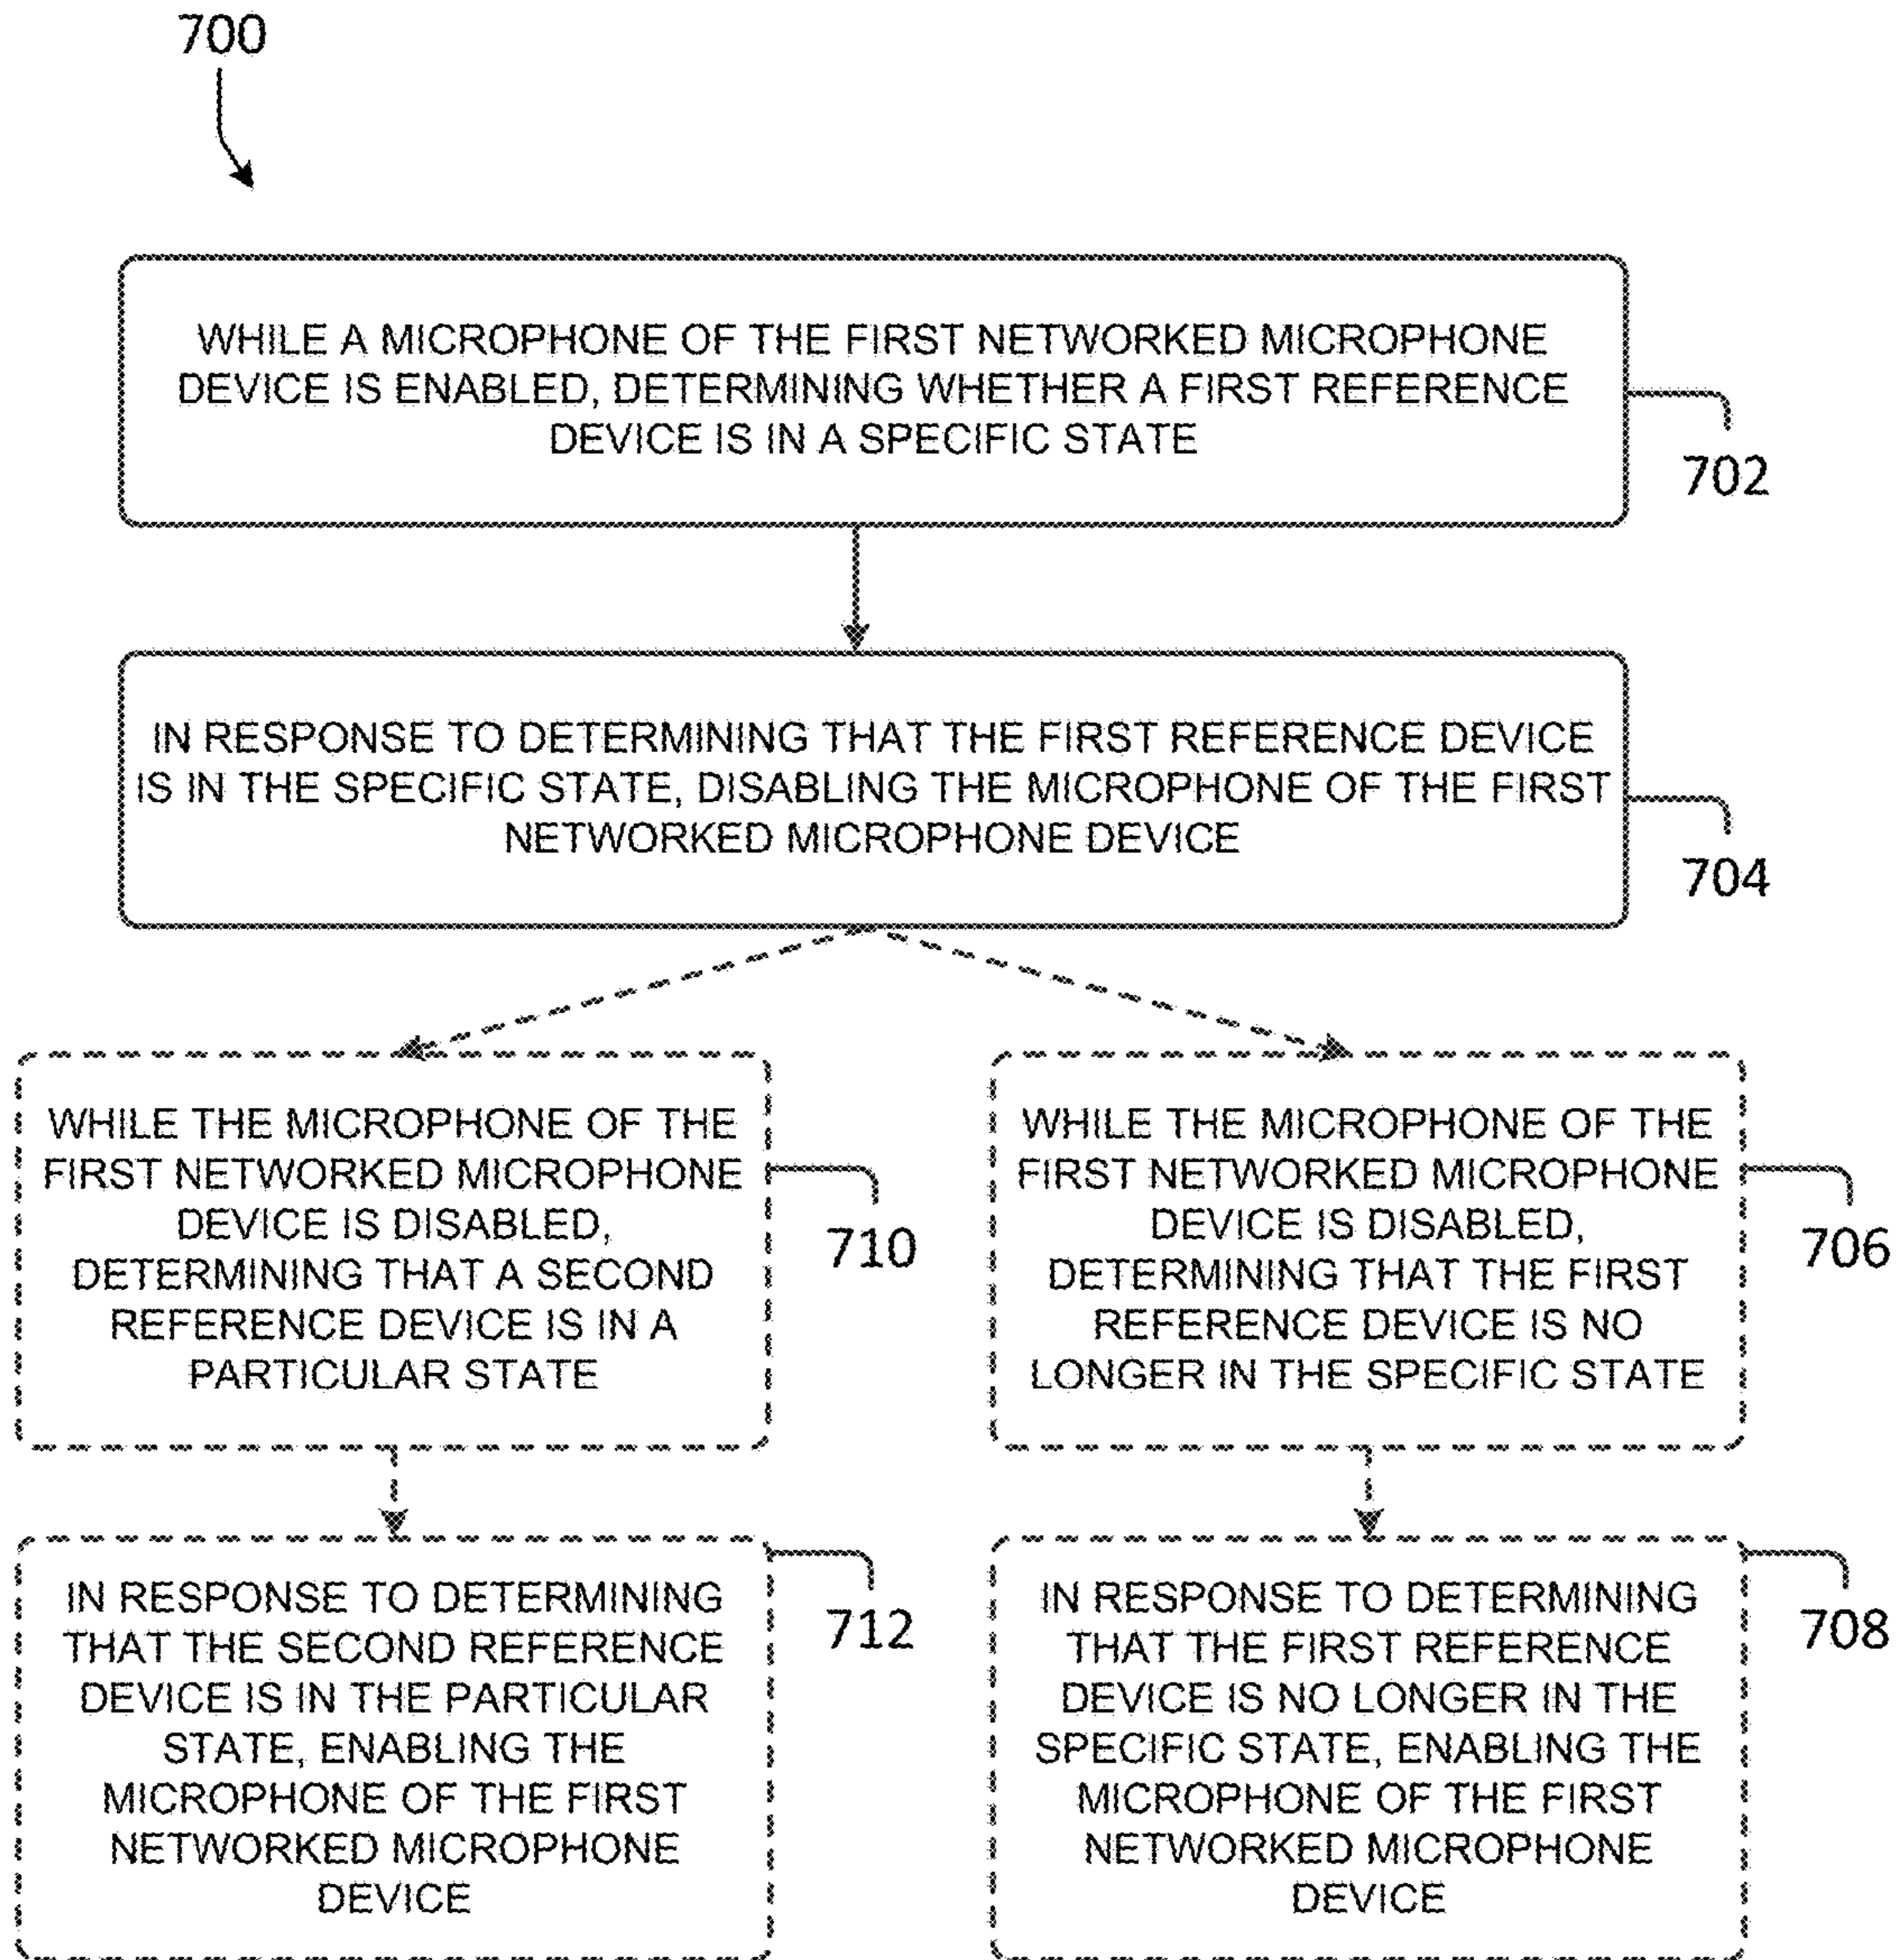 700
WHILE A MICROPHONE OF THE FIRST NETWORKED MICROPHONE
DEVICE IS ENABLED, DETERMINING WHETHER A FIRST REFERENCE
DEVICE IS IN A SPECIFIC STATE
702
IN RESPONSE TO DETERMINING THAT THE FIRST REFERENCE DEVICE
IS IN THE SPECIFIC STATE, DISABLING THE MICROPHONE OF THE FIRST
NETWORKED MICROPHONE DEVICE
704
WHILE THE MICROPHONE OF THE
FIRST NETWORKED MICROPHONE
DEVICE IS DISABLED,
DETERMINING THAT A SECOND
REFERENCE DEVICE IS IN A
PARTICULAR STATE
710
WHILE THE MICROPHONE OF THE
FIRST NETWORKED MICROPHONE
DEVICE IS DISABLED,
DETERMINING THAT THE FIRST
REFERENCE DEVICE IS NO
LONGER IN THE SPECIFIC STATE
706
IN RESPONSE TO DETERMINING
THAT THE SECOND REFERENCE
DEVICE IS IN THE PARTICULAR
STATE, ENABLING THE
MICROPHONE OF THE FIRST
NETWORKED MICROPHONE
DEVICE
712
IN RESPONSE TO DETERMINING
THAT THE FIRST REFERENCE
DEVICE IS NO LONGER IN THE
SPECIFIC STATE, ENABLING THE
MICROPHONE OF THE FIRST
NETWORKED MICROPHONE
DEVICE
708